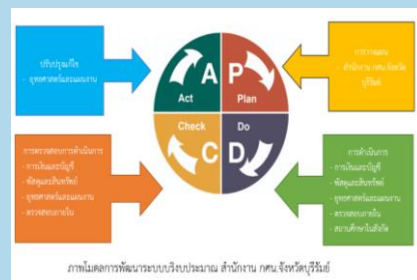 ปรับปรุงแก้ไข
- ยุทธศาสตร์และแผนงาน
การวางแผน
- สำนักงาน กศน.จังหวัด
บุรีรัมย์
A
Act
P
Plan
Check
C
Do
D
การตรวจสอบการดำเนินการ
- การเงินและบัญชี
- พัสดุและสินทรัพย์
- ยุทธศาสตร์และแผนงาน
- ตรวจสอบภายใน
การดำเนินการ
- การเงินและบัญชี
- พัสดุและสินทรัพย์
- ยุทธศาสตร์และแผนงาน
- ตรวจสอบภายใน
- สถานศึกษาในสังกัด
ภาพโมเดลการพัฒนาระบบบริงบประมาณ สำนักงาน กศน.จังหวัดบุรีรัมย์